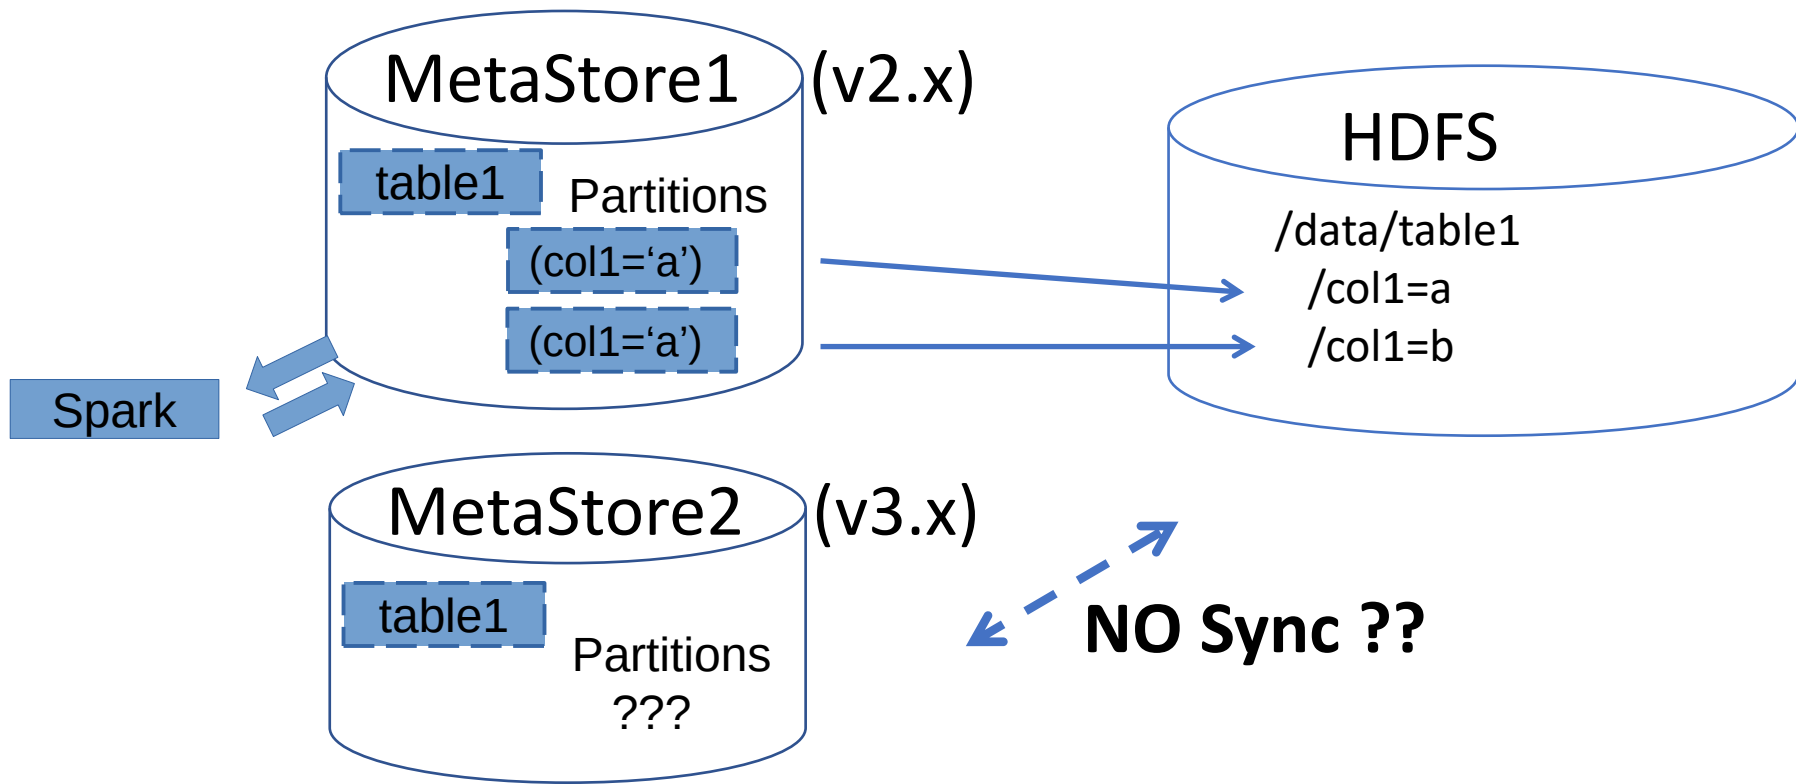 MetaStore1 (v2.x)
table1
Partitions
(col1=‘a’)
(col1=‘a’)
Spark
HDFS
/data/table1
/col1=a
/col1=b
MetaStore2 (v3.x)
table1
Partitions
???
NO Sync ??